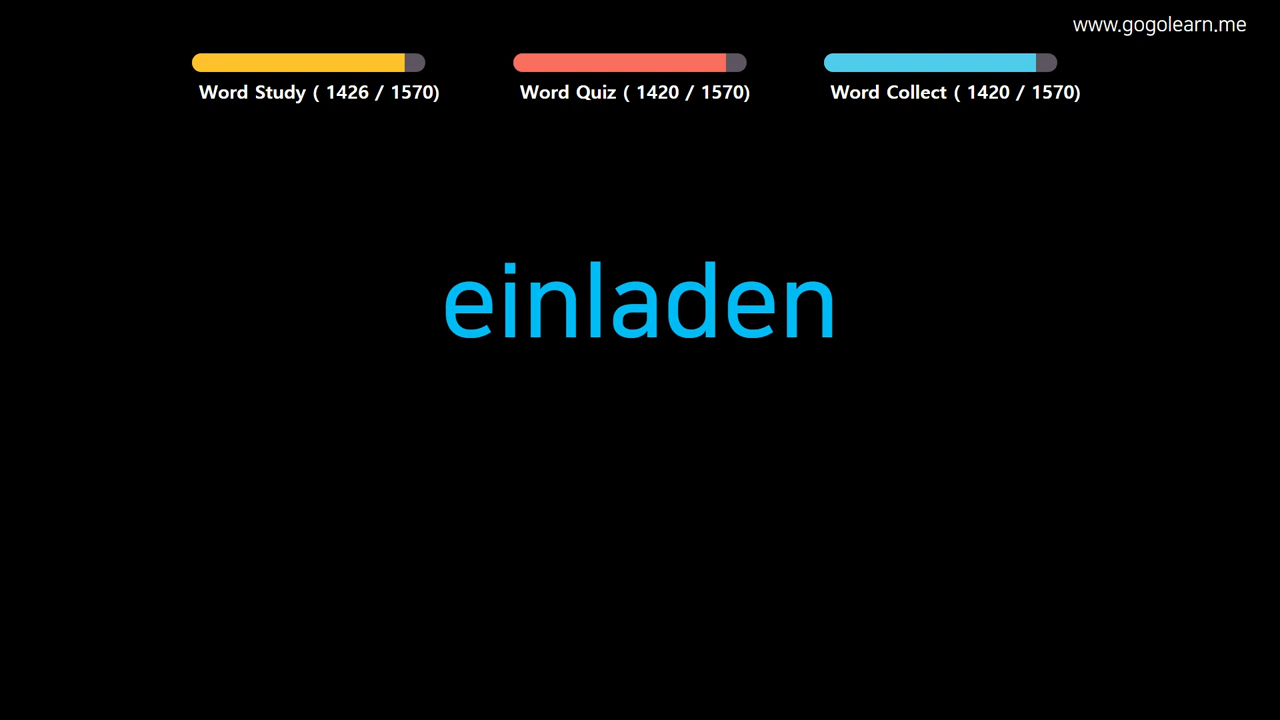 www.gogolearn.me
Word Study ( 1426 / 1570)
Word Quiz ( 1420 / 1570)
Word Collect ( 1420 / 1570)
einladen